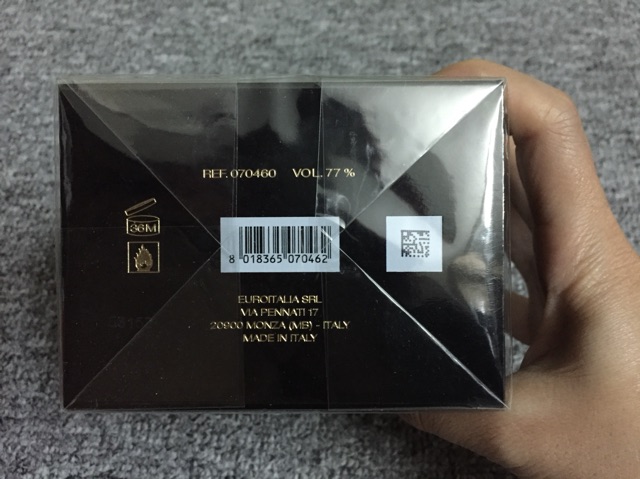 REF. 070460 VOL. 77 %
36M
8 018365 070462
EUROITALIA SRL
VIA PENNATI 17
20900 MONZA (MB) - ITALY
MADE IN ITALY